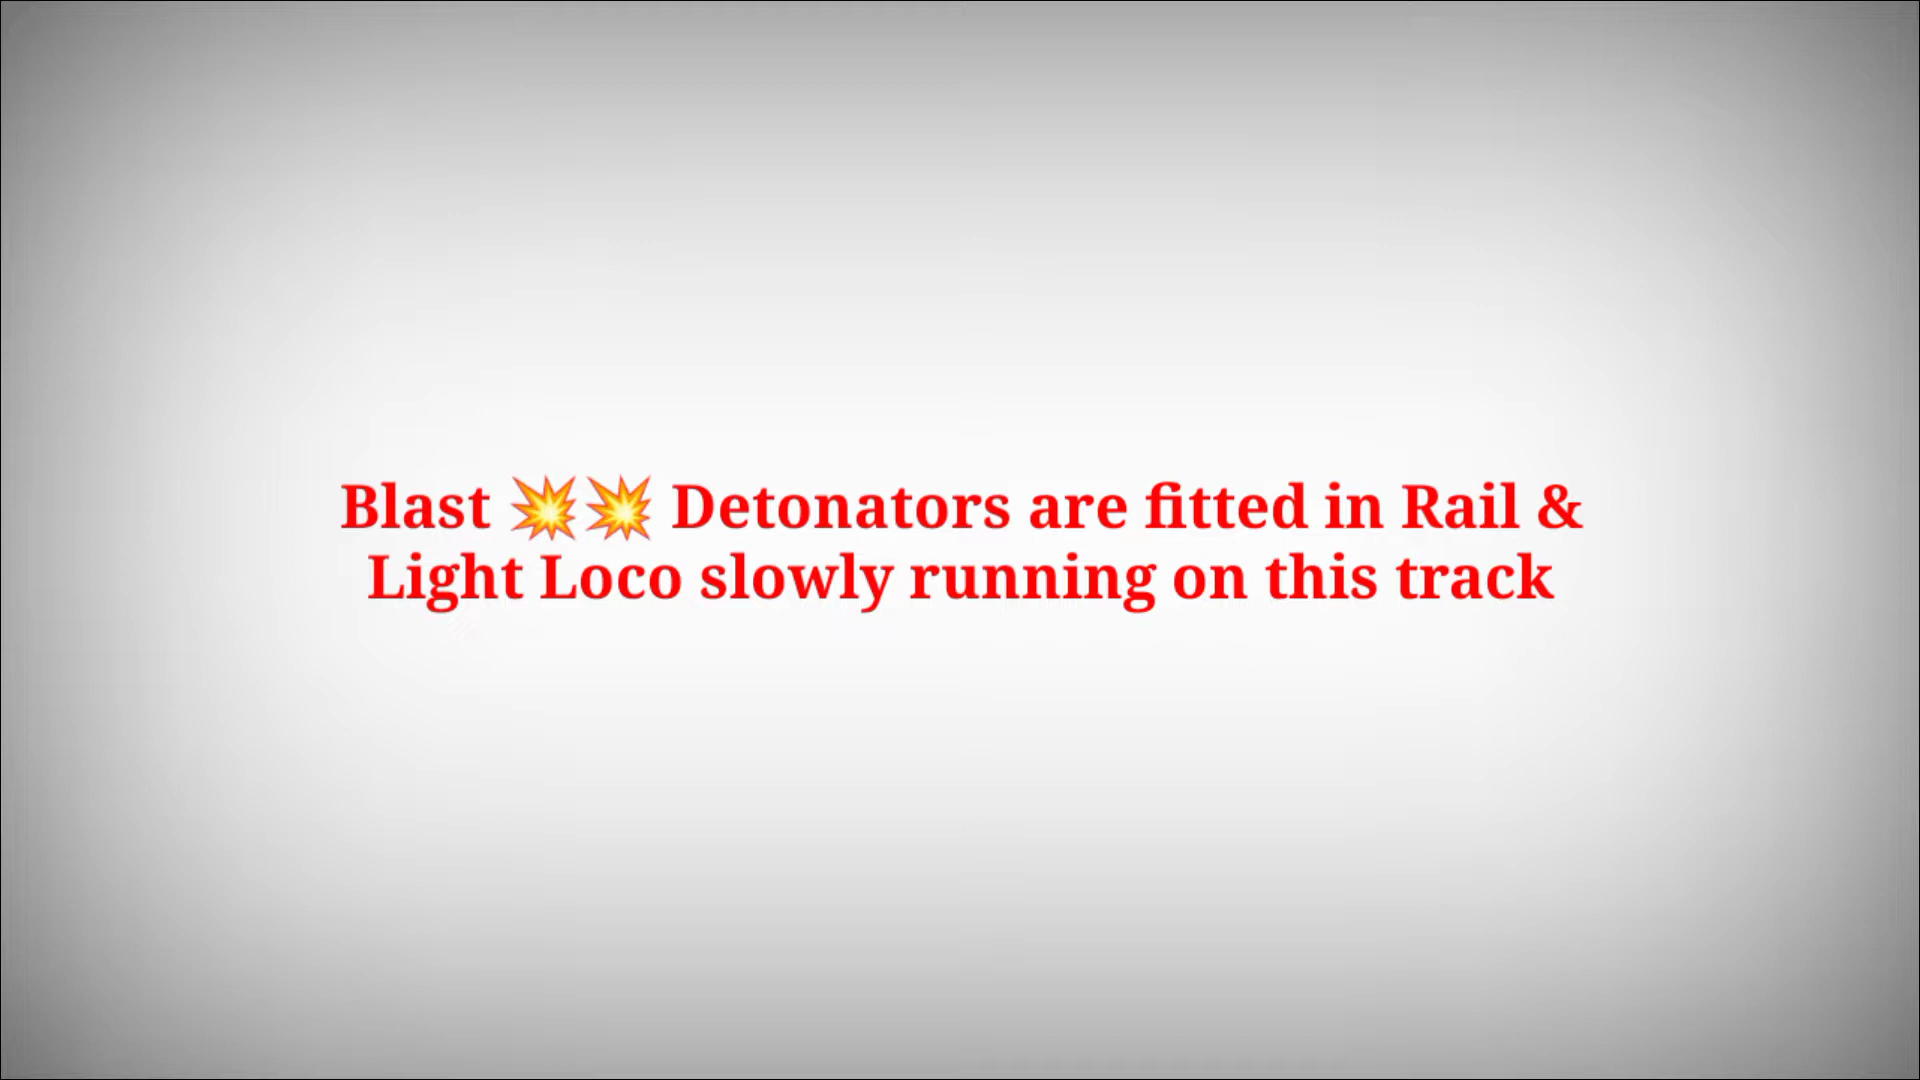 Blast 💥💥 Detonators are fitted in Rail &
Light Loco slowly running on this track